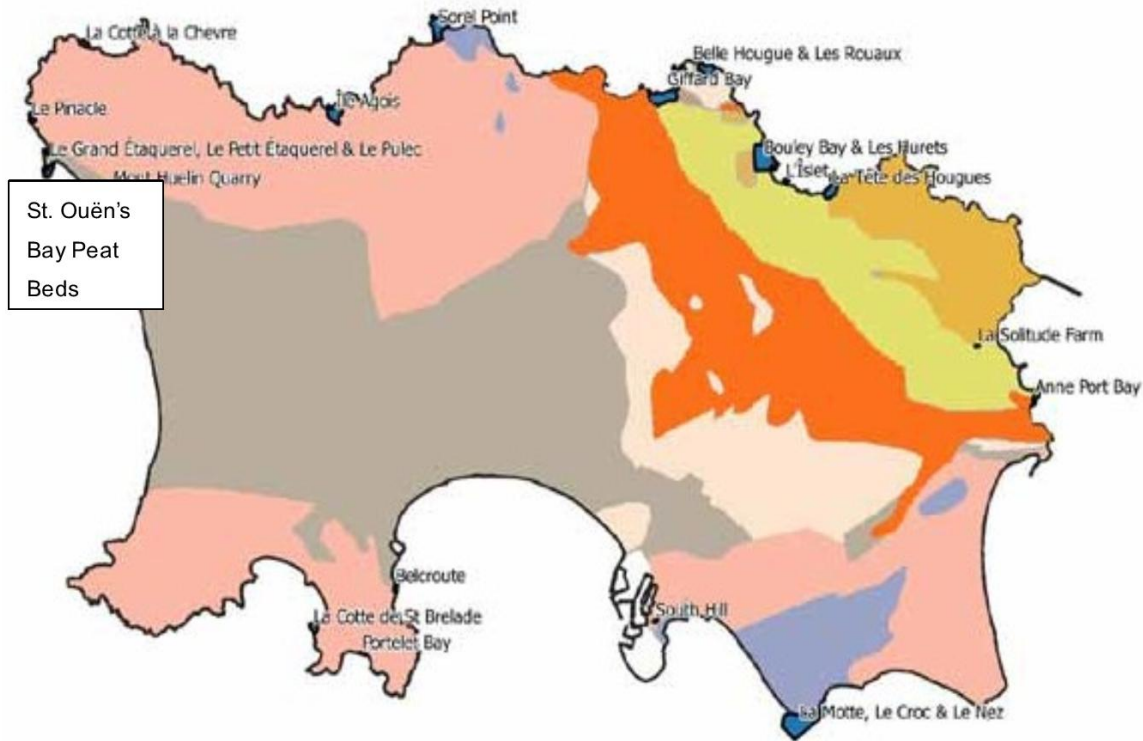 Sorel Point
La Cotte à la Chevre
Belle Hougue & Les Rouaux
Giffard Bay
Île Agois
Le Pinacle
Le Grand Étaquerel, Le Petit Étaquerel & Le Pulec
Bouley Bay & Les Hurets
L'Islet
La Tête des Hougues
Mont Huelin Quarry
St. Ouën's
Bay Peat
Beds
La Solitude Farm
Anne Port Bay
Belcroute
La Cotte de St Brelade
South Hill
Portelet Bay
La Motte, Le Croc & Le Nez